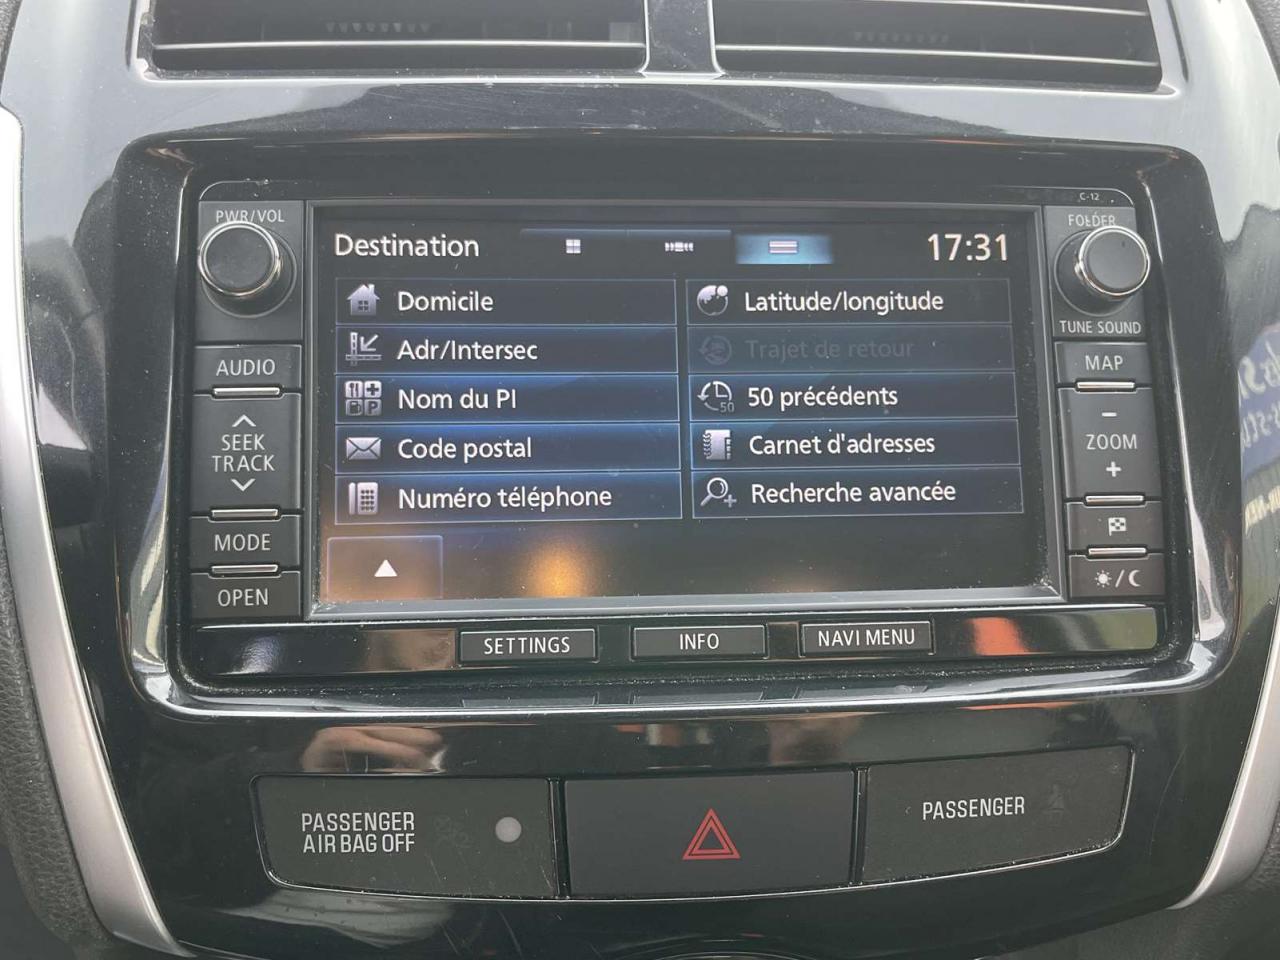 C-12
PWR/VOL
FOLDER
Destination
17:31
Domicile
Latitude/longitude
TUNE SOUND
Adr/Intersec
Trajet de retour
AUDIO
MAP
Nom du PI
50 précédents
50
SEEK
TRACK
-
ZOOM
+
Code postal
Carnet d'adresses
Numéro téléphone
Recherche avancée
MODE
OPEN
SETTINGS
INFO
NAVI MENU
PASSENGER
AIR BAG OFF
PASSENGER